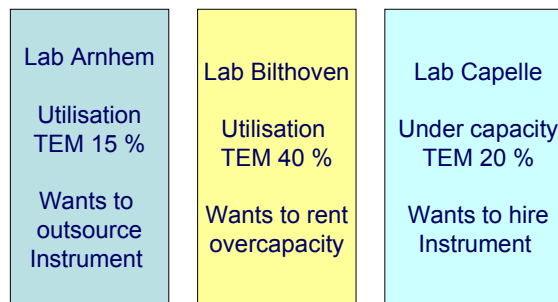 Lab Arnhem
Utilisation
TEM 15 %
Wants to
outsource
Instrument
Lab Bilthoven
Utilisation
TEM 40 %
Wants to rent
overcapacity
Lab Capelle
Under capacity
TEM 20 %
Wants to hire
Instrument